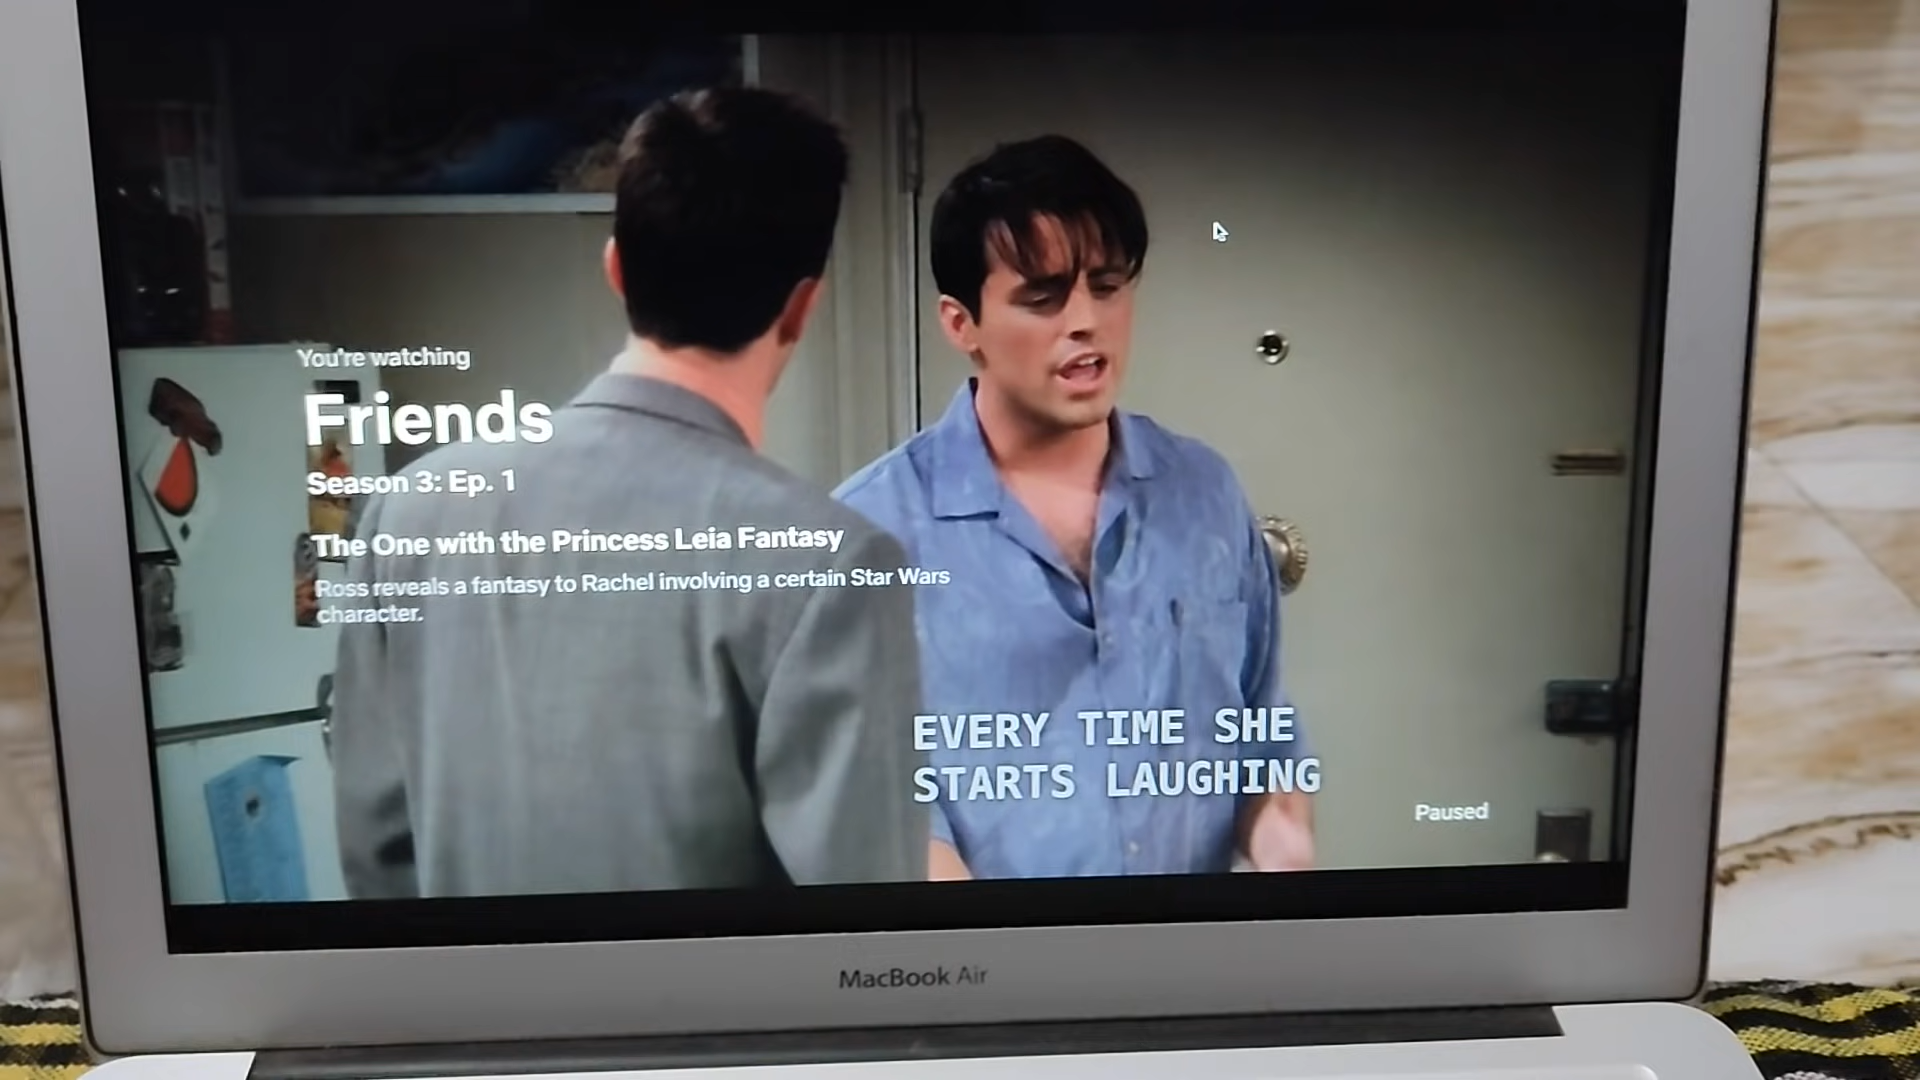 You're watching
Friends
Season 3: Ep. 1
The One with the Princess Leia Fantasy
Ross reveals a fantasy to Rachel involving a certain Star Wars
character.
EVERY TIME SHE
STARTS LAUGHING
Paused
MacBook Air